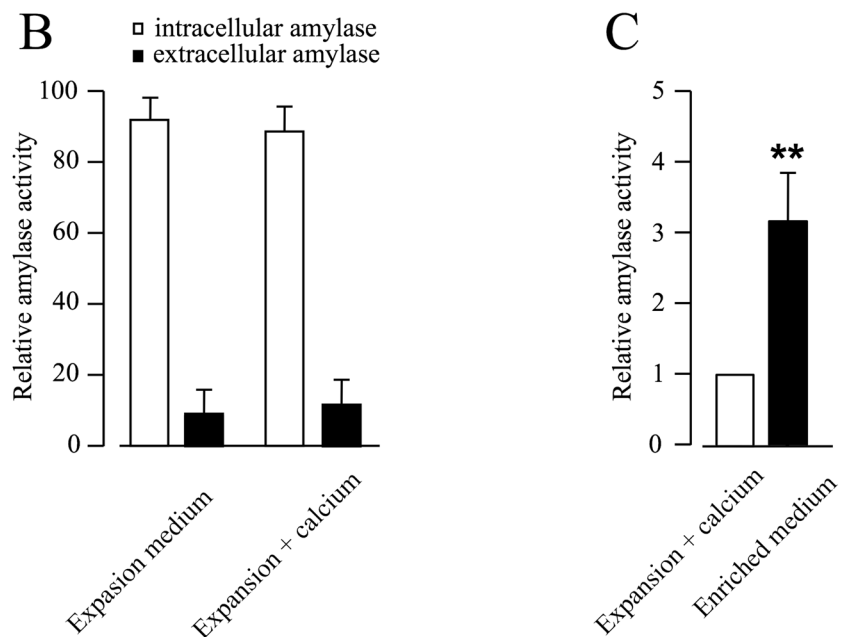 B
intracellular amylase
extracellular amylase
Relative amylase activity
100
80
60
40
20
0
Expasion medium
Expansion + calcium
C
Relative amylase activity
5
4
3
2
1
0
**
Expansion + calcium
Enriched medium